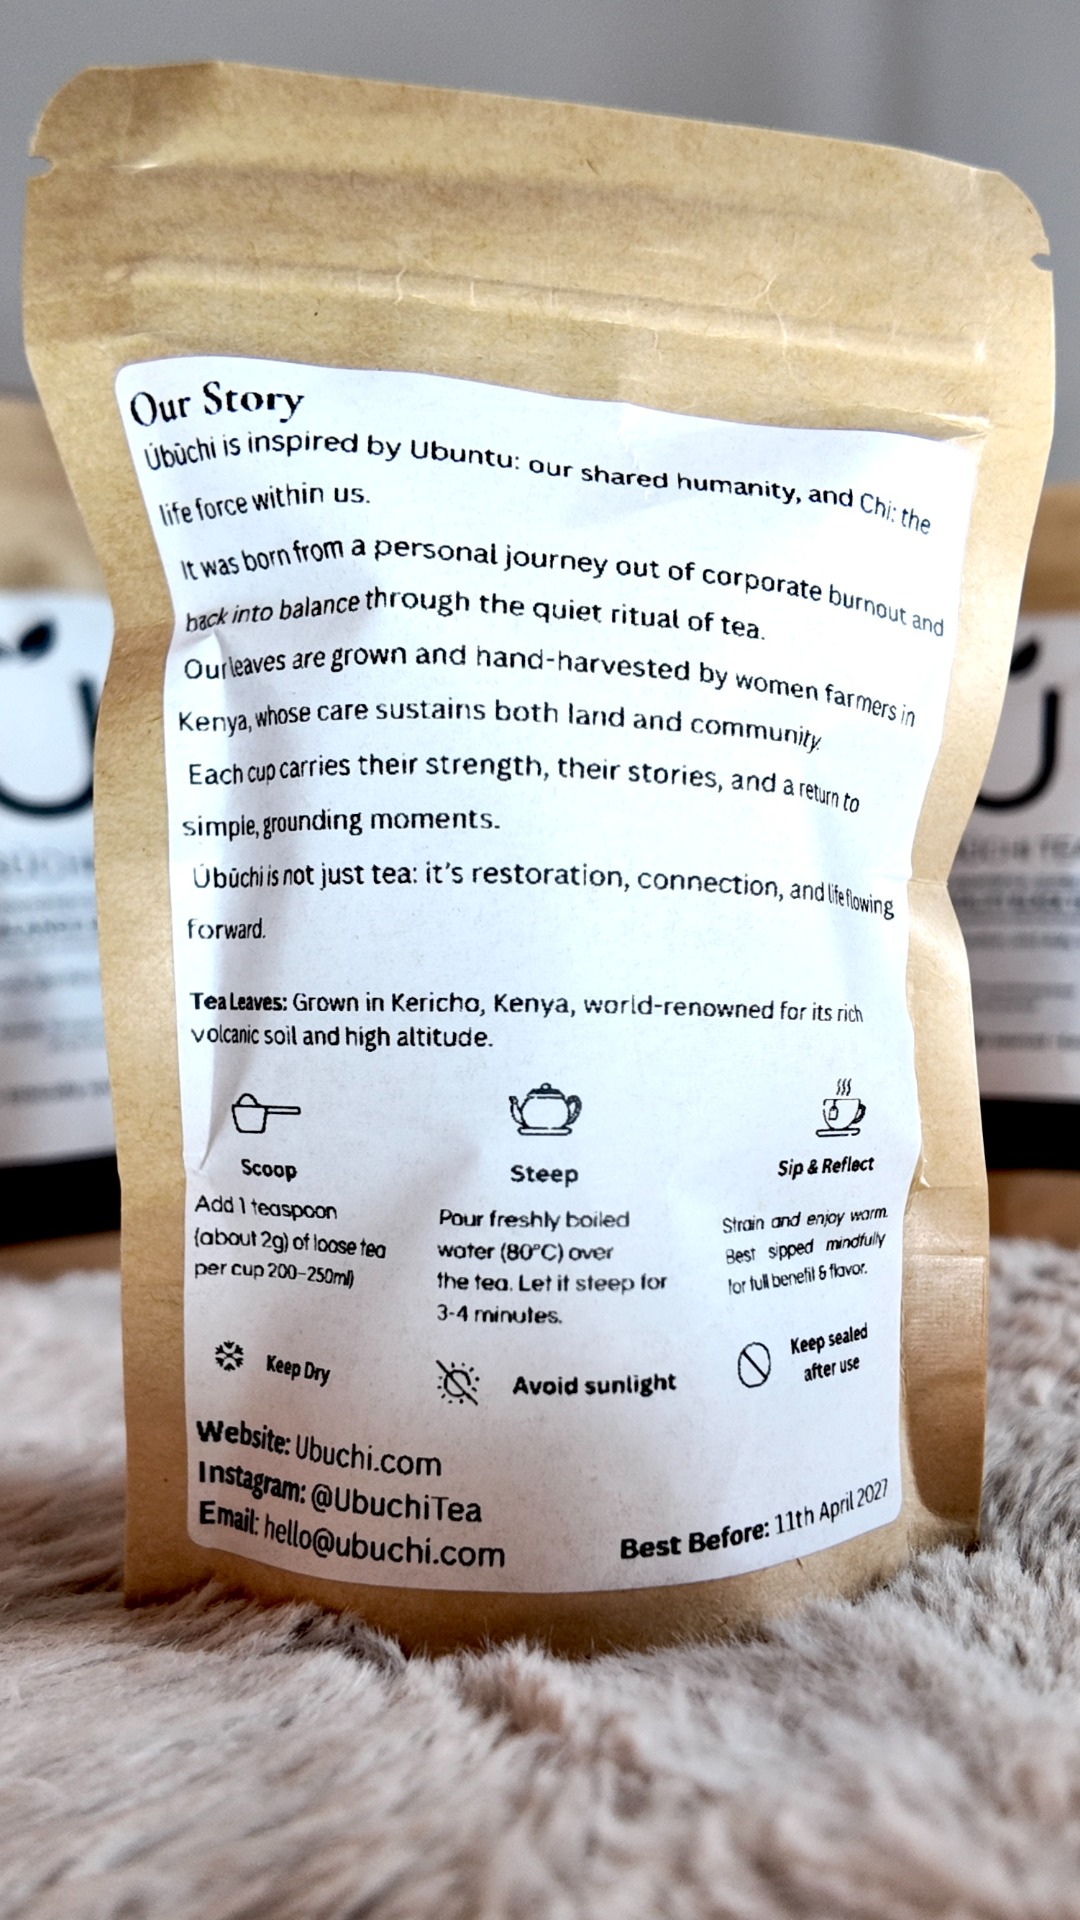 Our Story
Úbūchi is inspired by Ubuntu: our shared humanity, and Chi: the
life force within us.
It was born from a personal journey out of corporate burnout and
back into balance through the quiet ritual of tea.
Our leaves are grown and hand-harvested by women farmers in
Kenya, whose care sustains both land and community.
Each cup carries their strength, their stories, and a return to
simple, grounding moments.
Úbūchi is not just tea: it's restoration, connection, and life flowing
forward.
Tea Leaves: Grown in Kericho, Kenya, world-renowned for its rich
volcanic soil and high altitude.
Scoop
Add 1 teaspoon
(about 2g) of loose tea
per cup 200-250ml)
Steep
Pour freshly boiled
water (80°C) over
the tea. Let it steep for
3-4 minutes.
Sip & Reflect
Strain and enjoy warm.
Best sipped mindfully
for full benefit & flavor.
Keep Dry
Avoid sunlight
Keep sealed
after use
Website: Ubuchi.com
Instagram: @UbuchiTea
Email: hello@ubuchi.com
Best Before: 11th April 2027